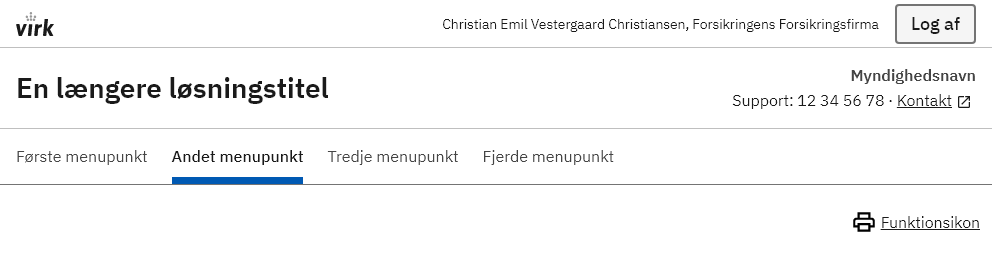 virk
Christian Emil Vestergaard Christiansen, Forsikringens Forsikringsfirma
Log af
En længere løsningstitel
Myndighedsnavn
Support: 12 34 56 78 · Kontakt
Første menupunkt Andet menupunkt Tredje menupunkt Fjerde menupunkt
Funktionsikon